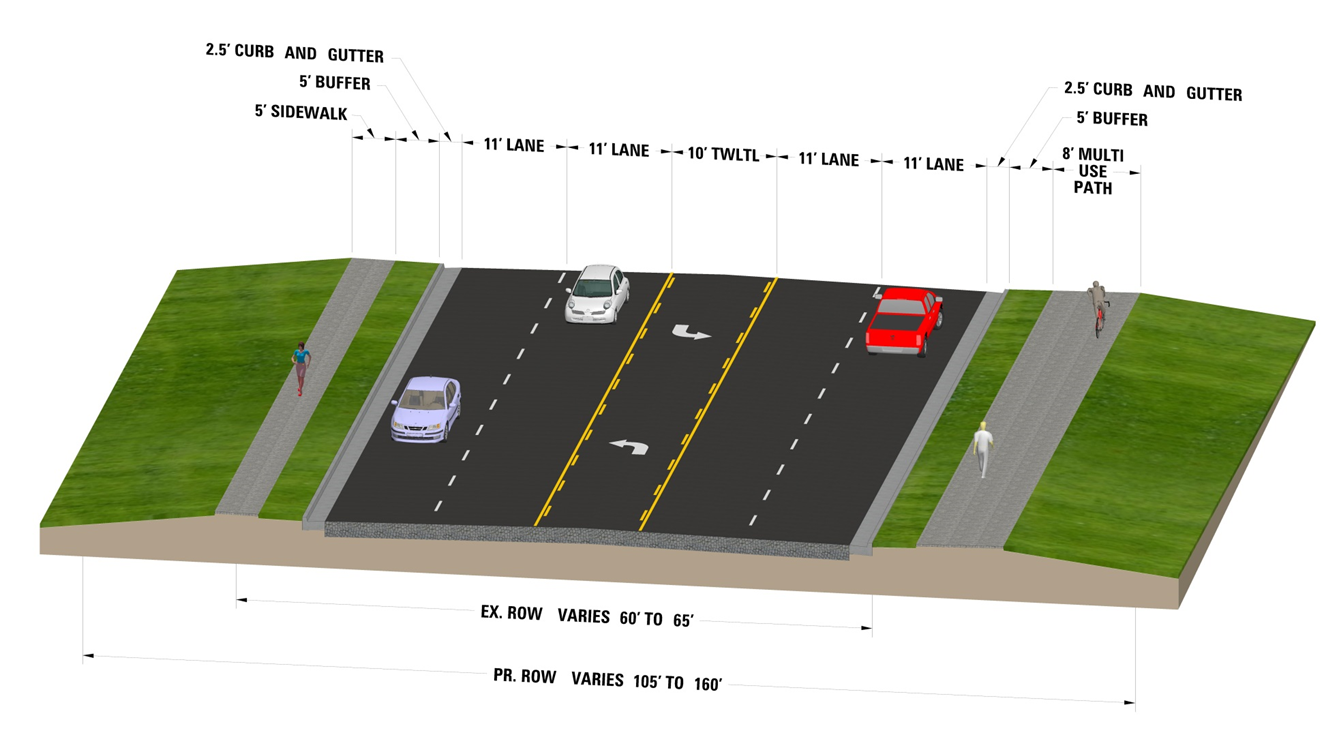 2.5' CURB AND GUTTER
5' BUFFER
5' SIDEWALK
11' LANE
11' LANE
10' TWLTL
11' LANE
11' LANE
2.5' CURB AND GUTTER
5' BUFFER
8' MULTI
USE
PATH
EX. ROW VARIES 60' TO 65'
PR. ROW VARIES 105' TO 160'